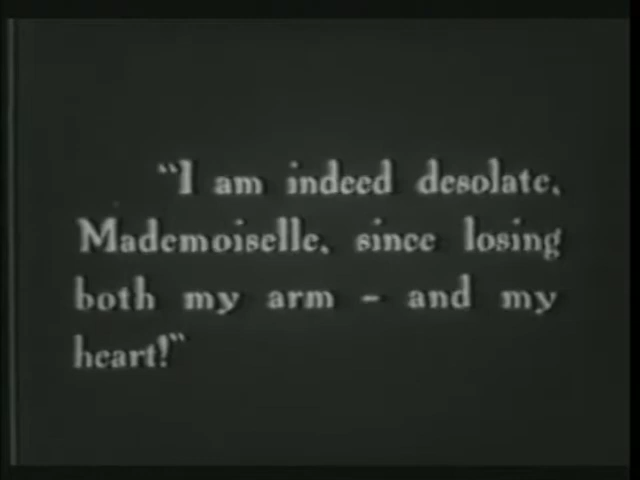 "I am indeed desolate,
Mademoiselle, since losing
both my arm - and my
heart!"